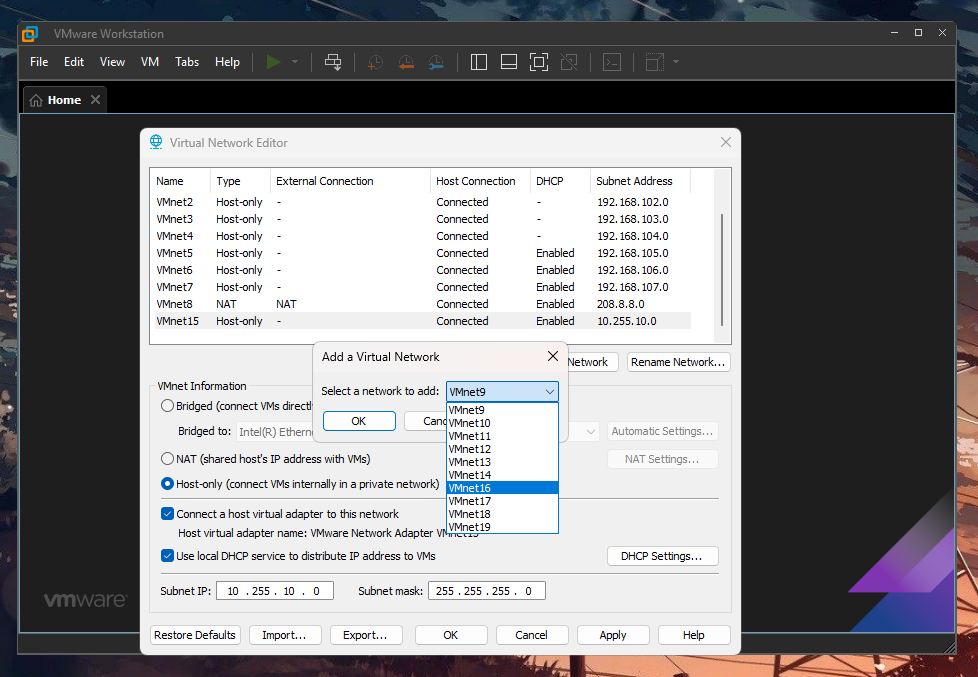 VMware Workstation
File Edit View VM Tabs Help
Home
Virtual Network Editor
Name Type External Connection Host Connection DHCP Subnet Address
VMnet2 Host-only - Connected - 192.168.102.0
VMnet3 Host-only - Connected - 192.168.103.0
VMnet4 Host-only - Connected - 192.168.104.0
VMnet5 Host-only - Connected Enabled 192.168.105.0
VMnet6 Host-only - Connected Enabled 192.168.106.0
VMnet7 Host-only - Connected Enabled 192.168.107.0
VMnet8 NAT NAT Connected Enabled 208.8.8.0
VMnet15 Host-only - Connected Enabled 10.255.10.0
Network Rename Network...
Add a Virtual Network
Select a network to add: VMnet9
OK Canc
VMnet9
VMnet10
VMnet11
VMnet12
VMnet13
VMnet14
VMnet16
VMnet17
VMnet18
VMnet19
VMnet Information
Bridged (connect VMs directl
Bridged to: Intel(R) Ethern Automatic Settings...
NAT (shared host's IP address with VMs) NAT Settings...
Host-only (connect VMs internally in a private network)
Connect a host virtual adapter to this network
Host virtual adapter name: VMware Network Adapter
Use local DHCP service to distribute IP address to VMs DHCP Settings...
Subnet IP: 10 . 255 . 10 . 0 Subnet mask: 255 . 255 . 255 . 0
vmware
Restore Defaults Import... Export... OK Cancel Apply Help